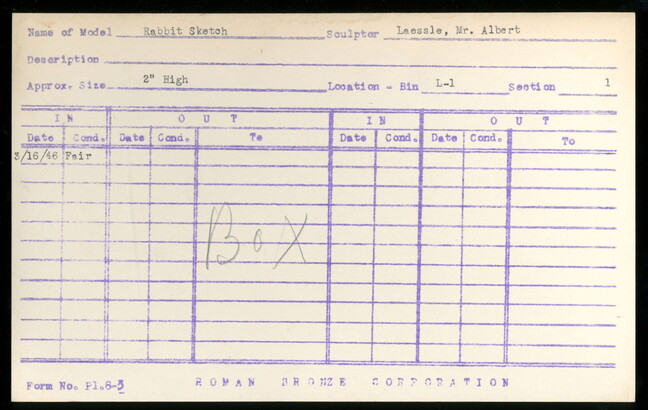 Name of Model Rabbit Sketch Sculptor Laessle, Mr. Albert
Description
Approx. Size 2" High Location - Bin L-1 Section 1
IN OUT IN OUT
Date Cond. Date Cond. To Date Cond. Date Cond. To
3/16/46 Fair
Box
Form No. Pl.8-3 ROMAN BRONZE CORPORATION